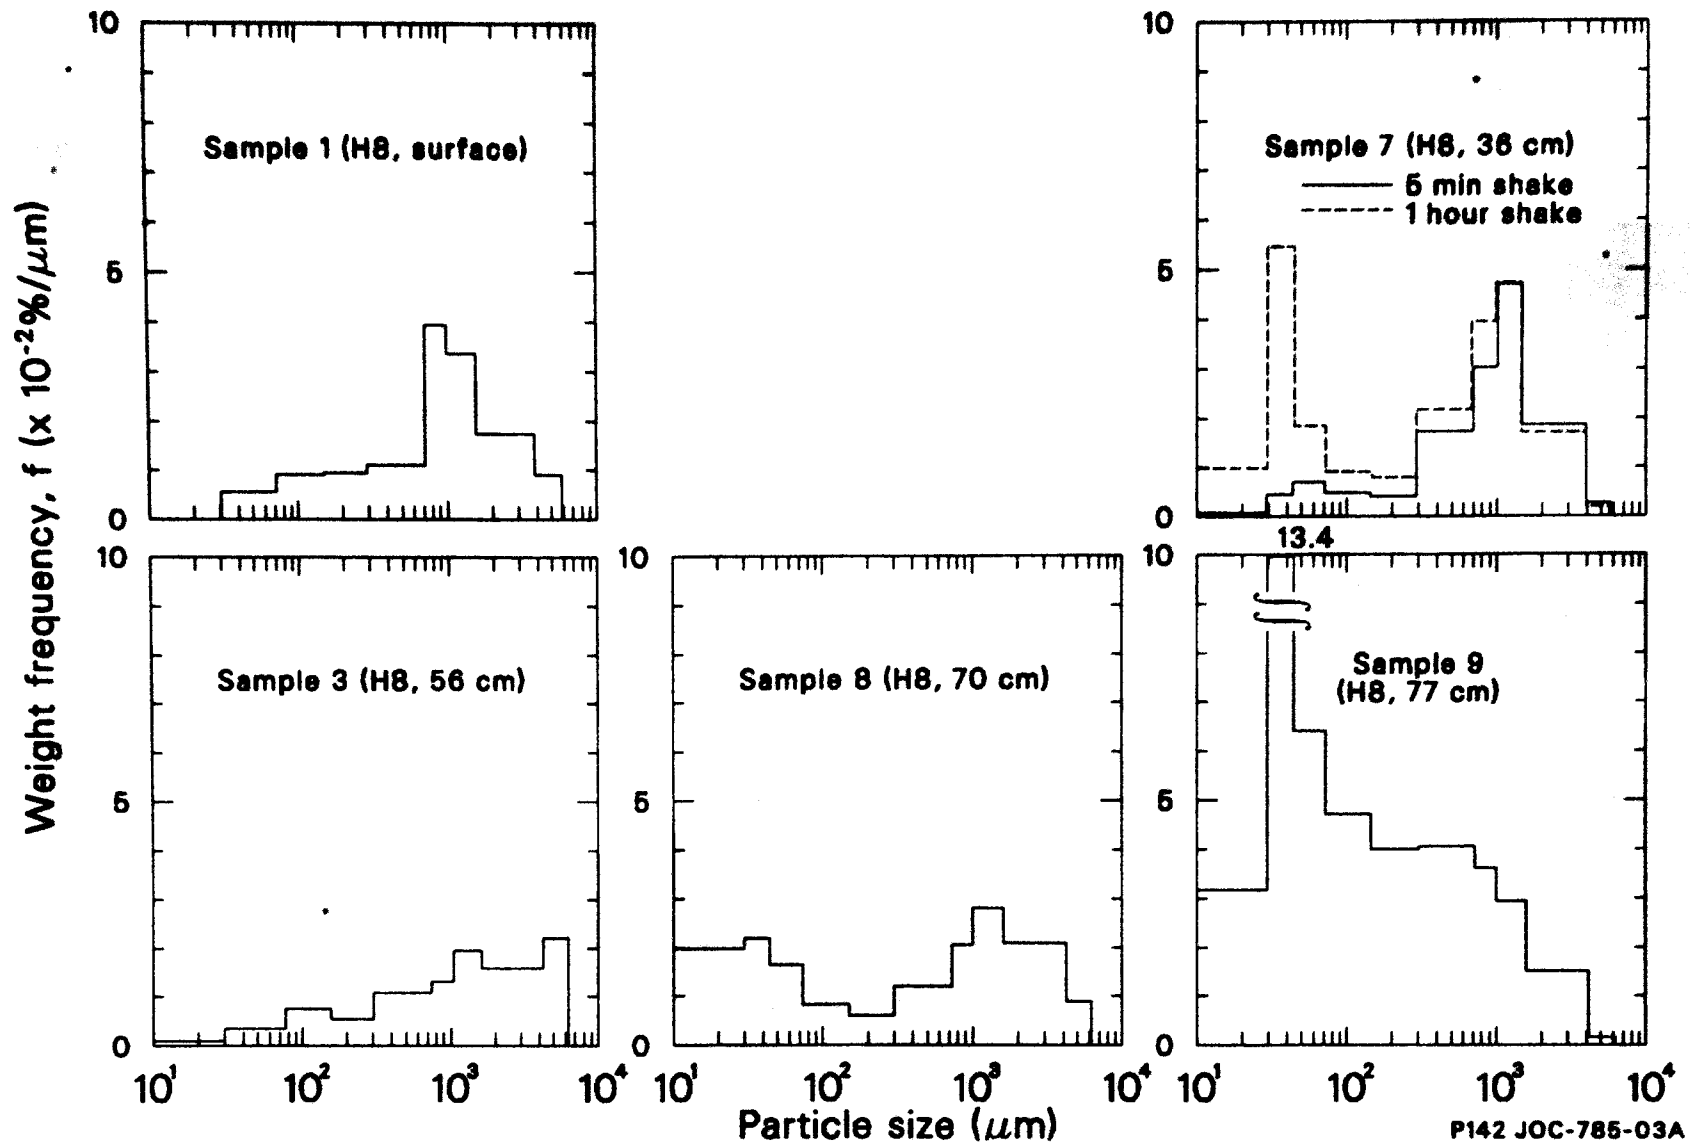 Weight frequency, f (x 10⁻²%/μm)
10
5
0
Sample 1 (H8, surface)
10
5
0
Sample 7 (H8, 36 cm)
5 min shake
1 hour shake
10
5
0
Sample 3 (H8, 56 cm)
10¹ 10² 10³ 10⁴
10
5
0
Sample 8 (H8, 70 cm)
10¹ 10² 10³ 10⁴
13.4
10
5
0
Sample 9
(H8, 77 cm)
10¹ 10² 10³ 10⁴
Particle size (μm)
P142 JOC-785-03A